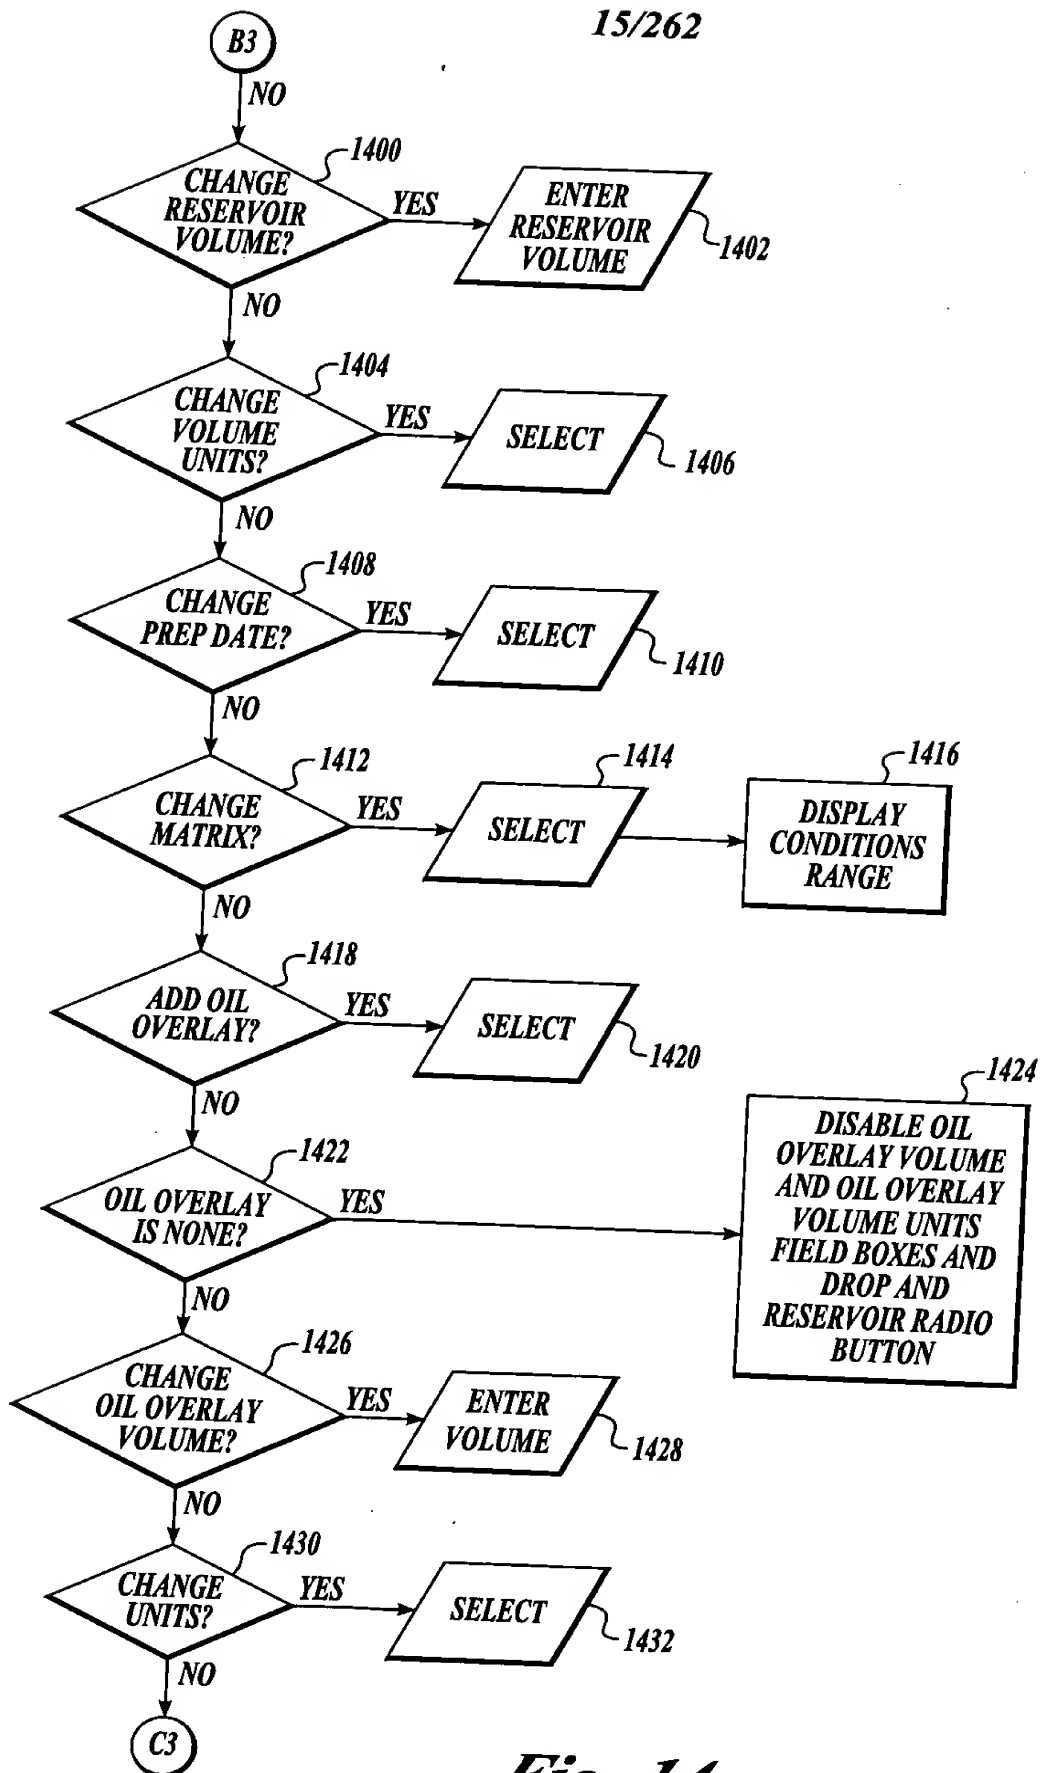 15/262
B3
NO
1400
CHANGE
RESERVOIR
VOLUME?
YES
ENTER
RESERVOIR
VOLUME
1402
NO
1404
CHANGE
VOLUME
UNITS?
YES
SELECT
1406
NO
1408
CHANGE
PREP DATE?
YES
SELECT
1410
NO
1412
CHANGE
MATRIX?
YES
1414
SELECT
1416
DISPLAY
CONDITIONS
RANGE
NO
1418
ADD OIL
OVERLAY?
YES
SELECT
1420
NO
1422
OIL OVERLAY
IS NONE?
YES
1424
DISABLE OIL
OVERLAY VOLUME
AND OIL OVERLAY
VOLUME UNITS
FIELD BOXES AND
DROP AND
RESERVOIR RADIO
BUTTON
NO
1426
CHANGE
OIL OVERLAY
VOLUME?
YES
ENTER
VOLUME
1428
NO
1430
CHANGE
UNITS?
YES
SELECT
1432
NO
C3
Fig. 14